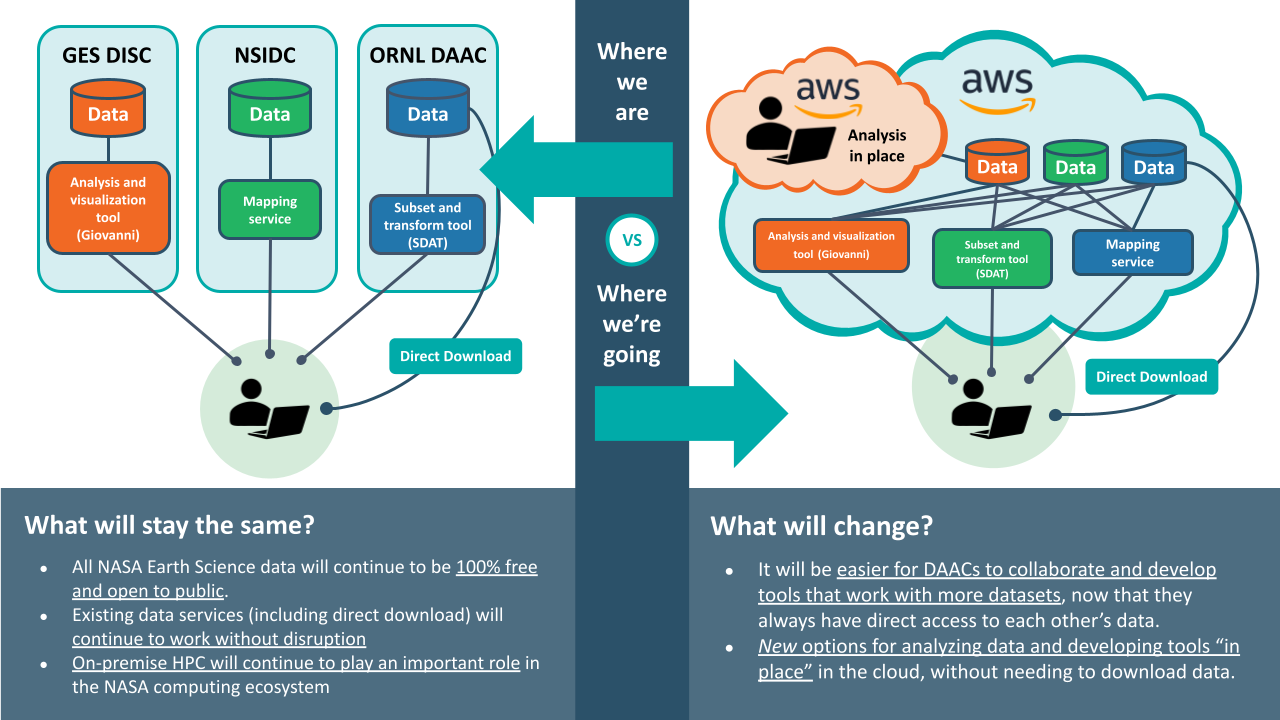 GES DISC
Data
Analysis and
visualization
tool
(Giovanni)
NSIDC
Data
Mapping
service
ORNL DAAC
Data
Subset and
transform tool
(SDAT)
Direct Download
Where
we
are
VS
Where
we’re
going
aws
Analysis
in place
aws
Data
Data
Data
Analysis and visualization
tool (Giovanni)
Subset and
transform tool
(SDAT)
Mapping
service
Direct Download
What will stay the same?
• All NASA Earth Science data will continue to be 100% free
and open to public.
• Existing data services (including direct download) will
continue to work without disruption
• On-premise HPC will continue to play an important role in
the NASA computing ecosystem
What will change?
• It will be easier for DAACs to collaborate and develop
tools that work with more datasets, now that they
always have direct access to each other’s data.
• New options for analyzing data and developing tools “in
place” in the cloud, without needing to download data.